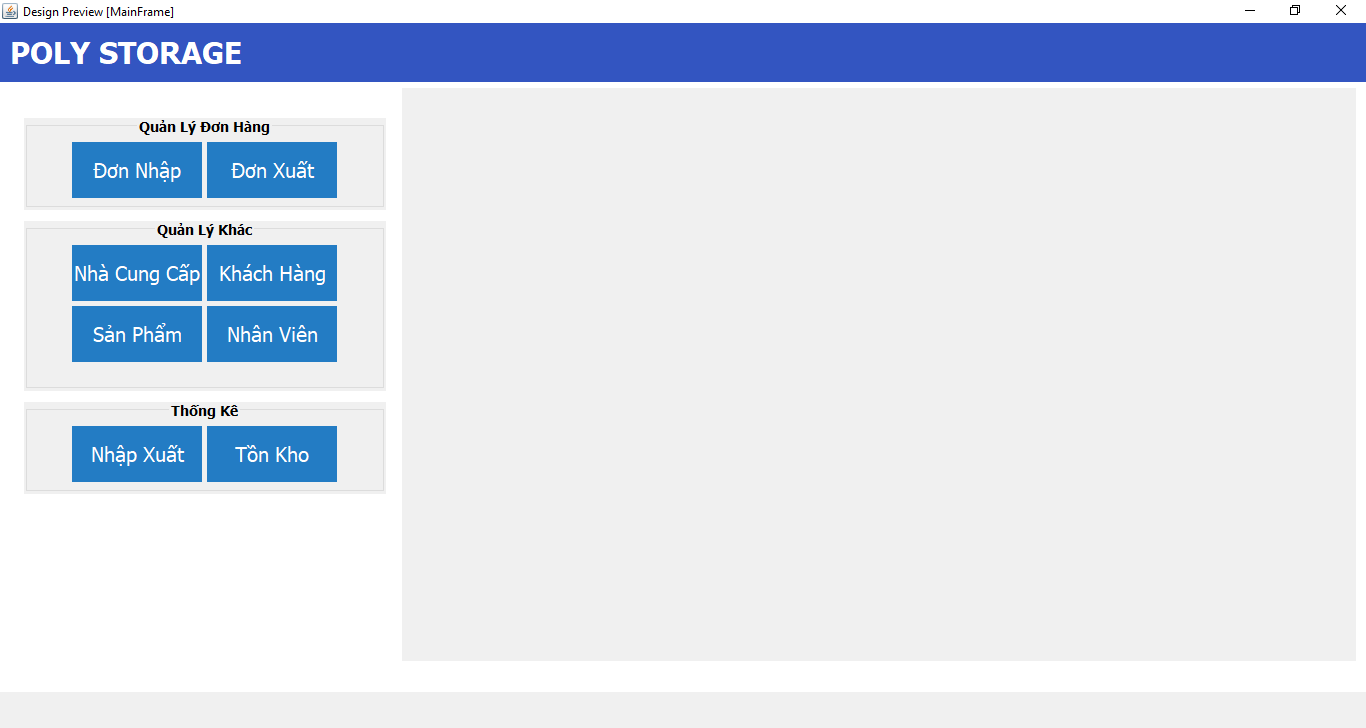 Design Preview [MainFrame]
POLY STORAGE
Quản Lý Đơn Hàng
Đơn Nhập Đơn Xuất
Quản Lý Khác
Nhà Cung Cấp Khách Hàng
Sản Phẩm Nhân Viên
Thống Kê
Nhập Xuất Tồn Kho